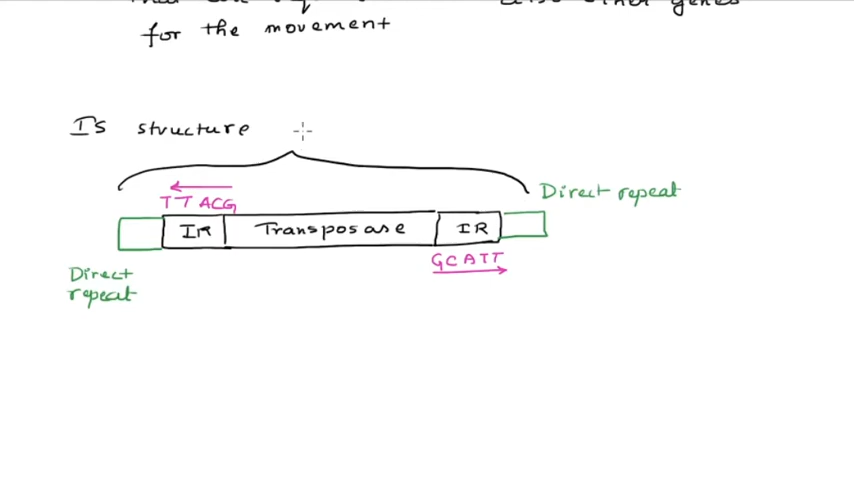 for the movement
IS structure
Direct repeat
TTACG
IR Transposase IR
GCATT
Direct
repeat